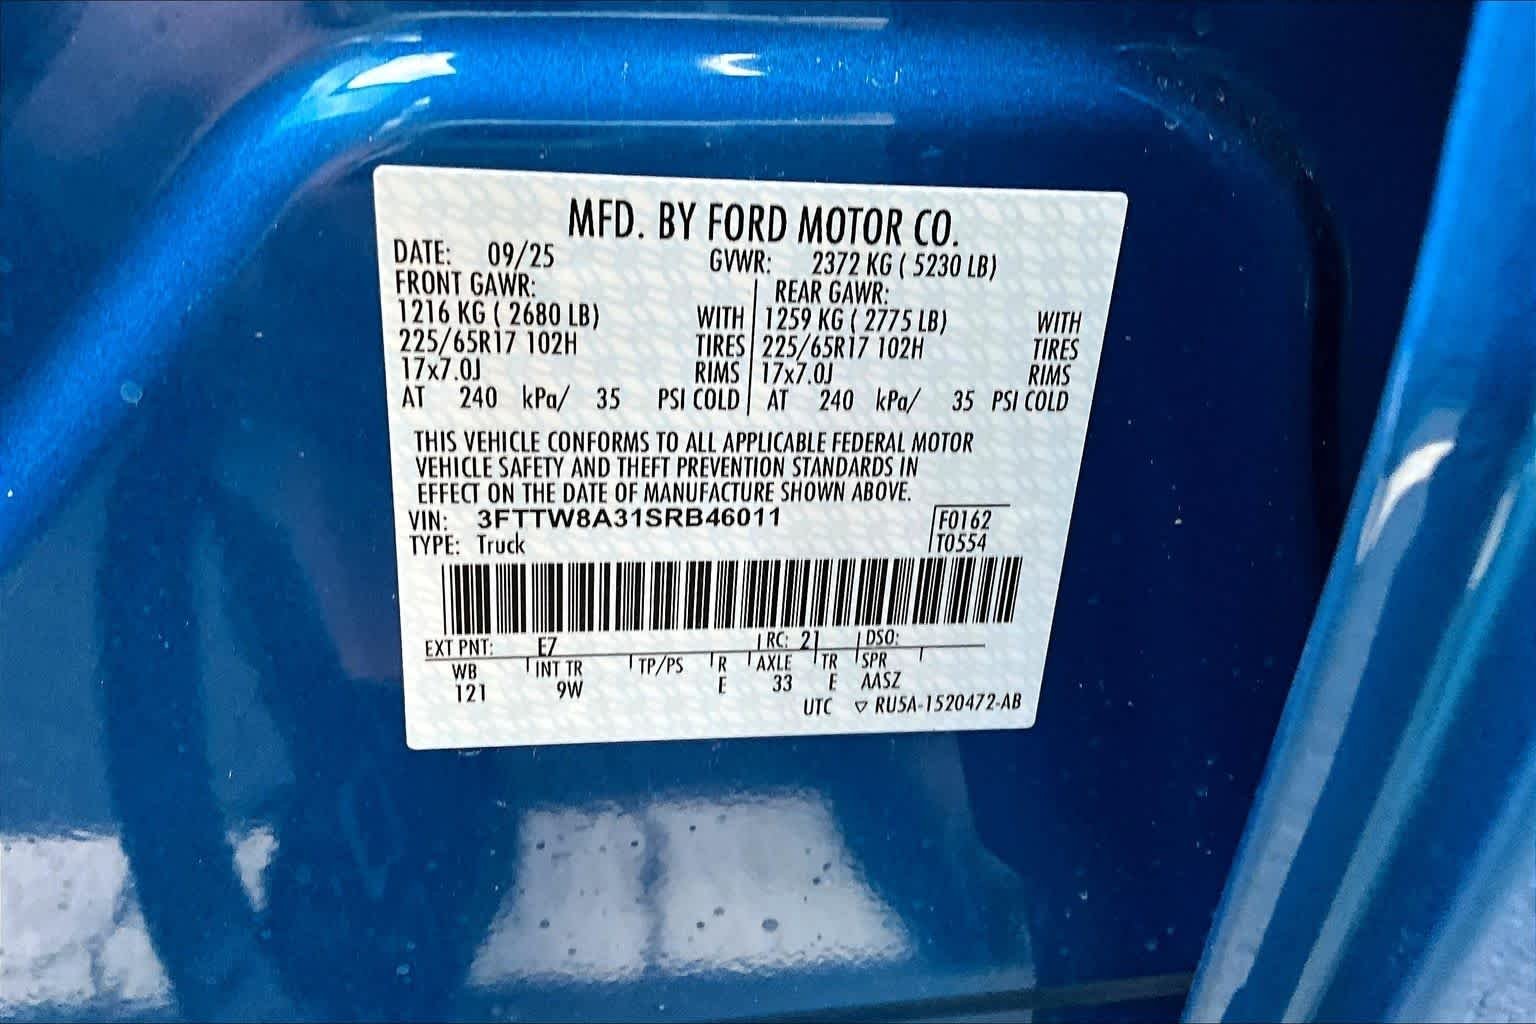 MFD. BY FORD MOTOR CO.
DATE: 09/25 GVWR: 2372 KG ( 5230 LB)
FRONT GAWR: REAR GAWR:
1216 KG ( 2680 LB) WITH 1259 KG ( 2775 LB) WITH
225/65R17 102H TIRES 225/65R17 102H TIRES
17x7.0J RIMS 17x7.0J RIMS
AT 240 kPa/ 35 PSI COLD AT 240 kPa/ 35 PSI COLD
THIS VEHICLE CONFORMS TO ALL APPLICABLE FEDERAL MOTOR
VEHICLE SAFETY AND THEFT PREVENTION STANDARDS IN
EFFECT ON THE DATE OF MANUFACTURE SHOWN ABOVE.
VIN: 3FTTW8A31SRB46011 F0162
TYPE: Truck T0554
EXT PNT: E7 RC: 21 DSO:
WB INT TR TP/PS R AXLE TR SPR
121 9W E 33 E AASZ
UTC ▽ RU5A-1520472-AB